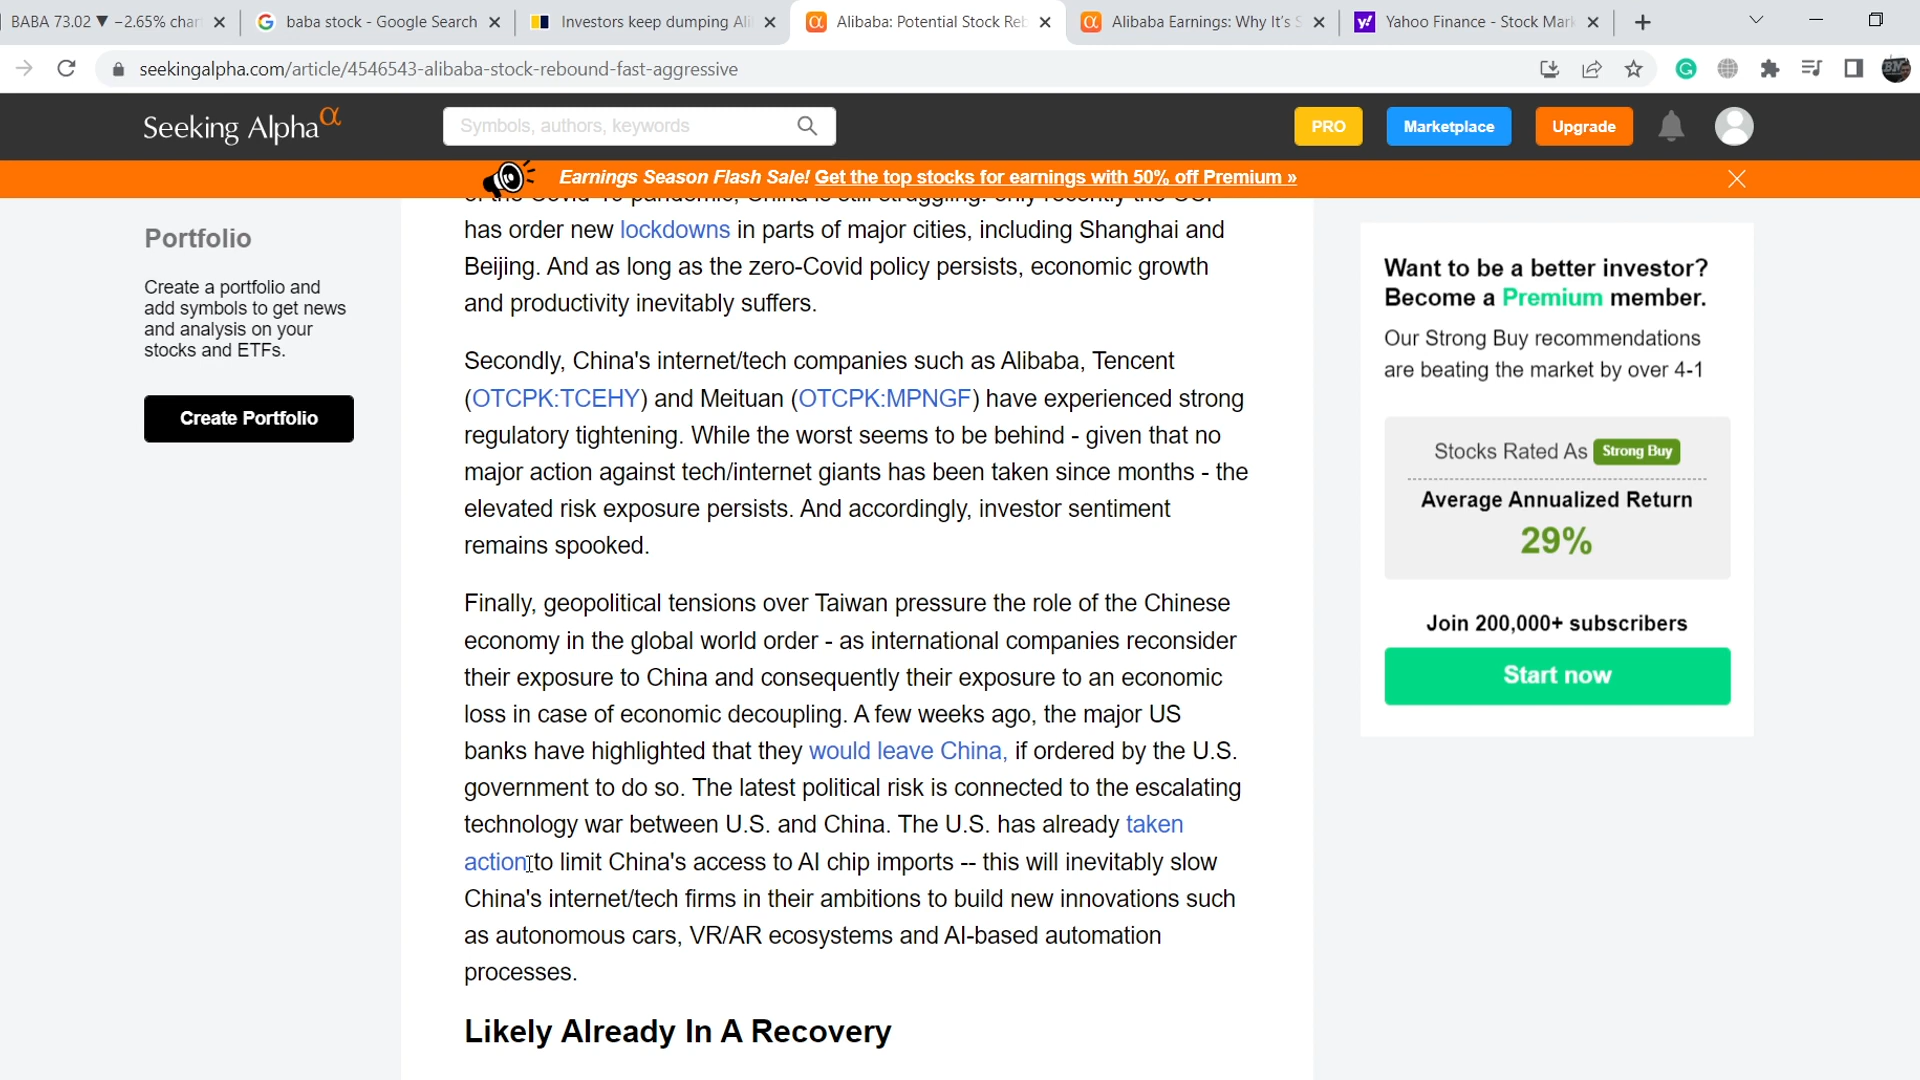 BABA 73.02 ▼ −2.65%
baba stock - Google Search
Investors keep dumping Ali
Alibaba: Potential Stock Reb
Alibaba Earnings: Why It's S
Yahoo Finance - Stock Mark
seekingalpha.com/article/4546543-alibaba-stock-rebound-fast-aggressive
Seeking Alpha α
Symbols, authors, keywords
PRO
Marketplace
Upgrade
Earnings Season Flash Sale! Get the top stocks for earnings with 50% off Premium »
Portfolio
Create a portfolio and
add symbols to get news
and analysis on your
stocks and ETFs.
Create Portfolio
has order new lockdowns in parts of major cities, including Shanghai and
Beijing. And as long as the zero-Covid policy persists, economic growth
and productivity inevitably suffers.
Secondly, China's internet/tech companies such as Alibaba, Tencent
(OTCPK:TCEHY) and Meituan (OTCPK:MPNGF) have experienced strong
regulatory tightening. While the worst seems to be behind - given that no
major action against tech/internet giants has been taken since months - the
elevated risk exposure persists. And accordingly, investor sentiment
remains spooked.
Finally, geopolitical tensions over Taiwan pressure the role of the Chinese
economy in the global world order - as international companies reconsider
their exposure to China and consequently their exposure to an economic
loss in case of economic decoupling. A few weeks ago, the major US
banks have highlighted that they would leave China, if ordered by the U.S.
government to do so. The latest political risk is connected to the escalating
technology war between U.S. and China. The U.S. has already taken
action to limit China's access to AI chip imports -- this will inevitably slow
China's internet/tech firms in their ambitions to build new innovations such
as autonomous cars, VR/AR ecosystems and AI-based automation
processes.
Likely Already In A Recovery
Want to be a better investor?
Become a Premium member.
Our Strong Buy recommendations
are beating the market by over 4-1
Stocks Rated As Strong Buy
Average Annualized Return
29%
Join 200,000+ subscribers
Start now